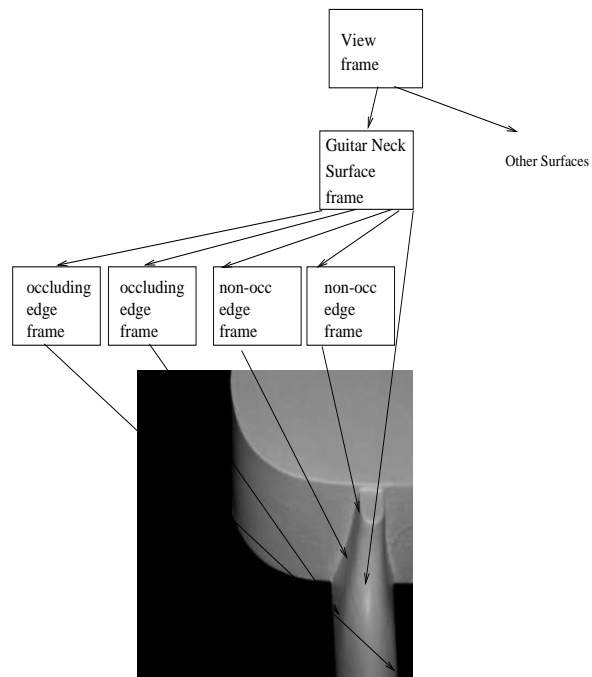 View
frame
Guitar Neck
Surface
frame
Other Surfaces
occluding
edge
frame
occluding
edge
frame
non-occ
edge
frame
non-occ
edge
frame